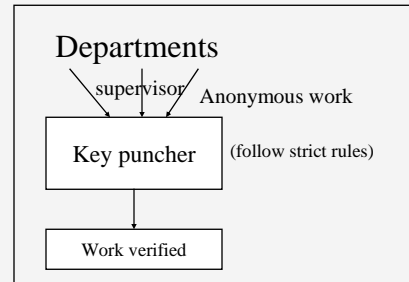 Departments
supervisor
Anonymous work
Key puncher
(follow strict rules)
Work verified